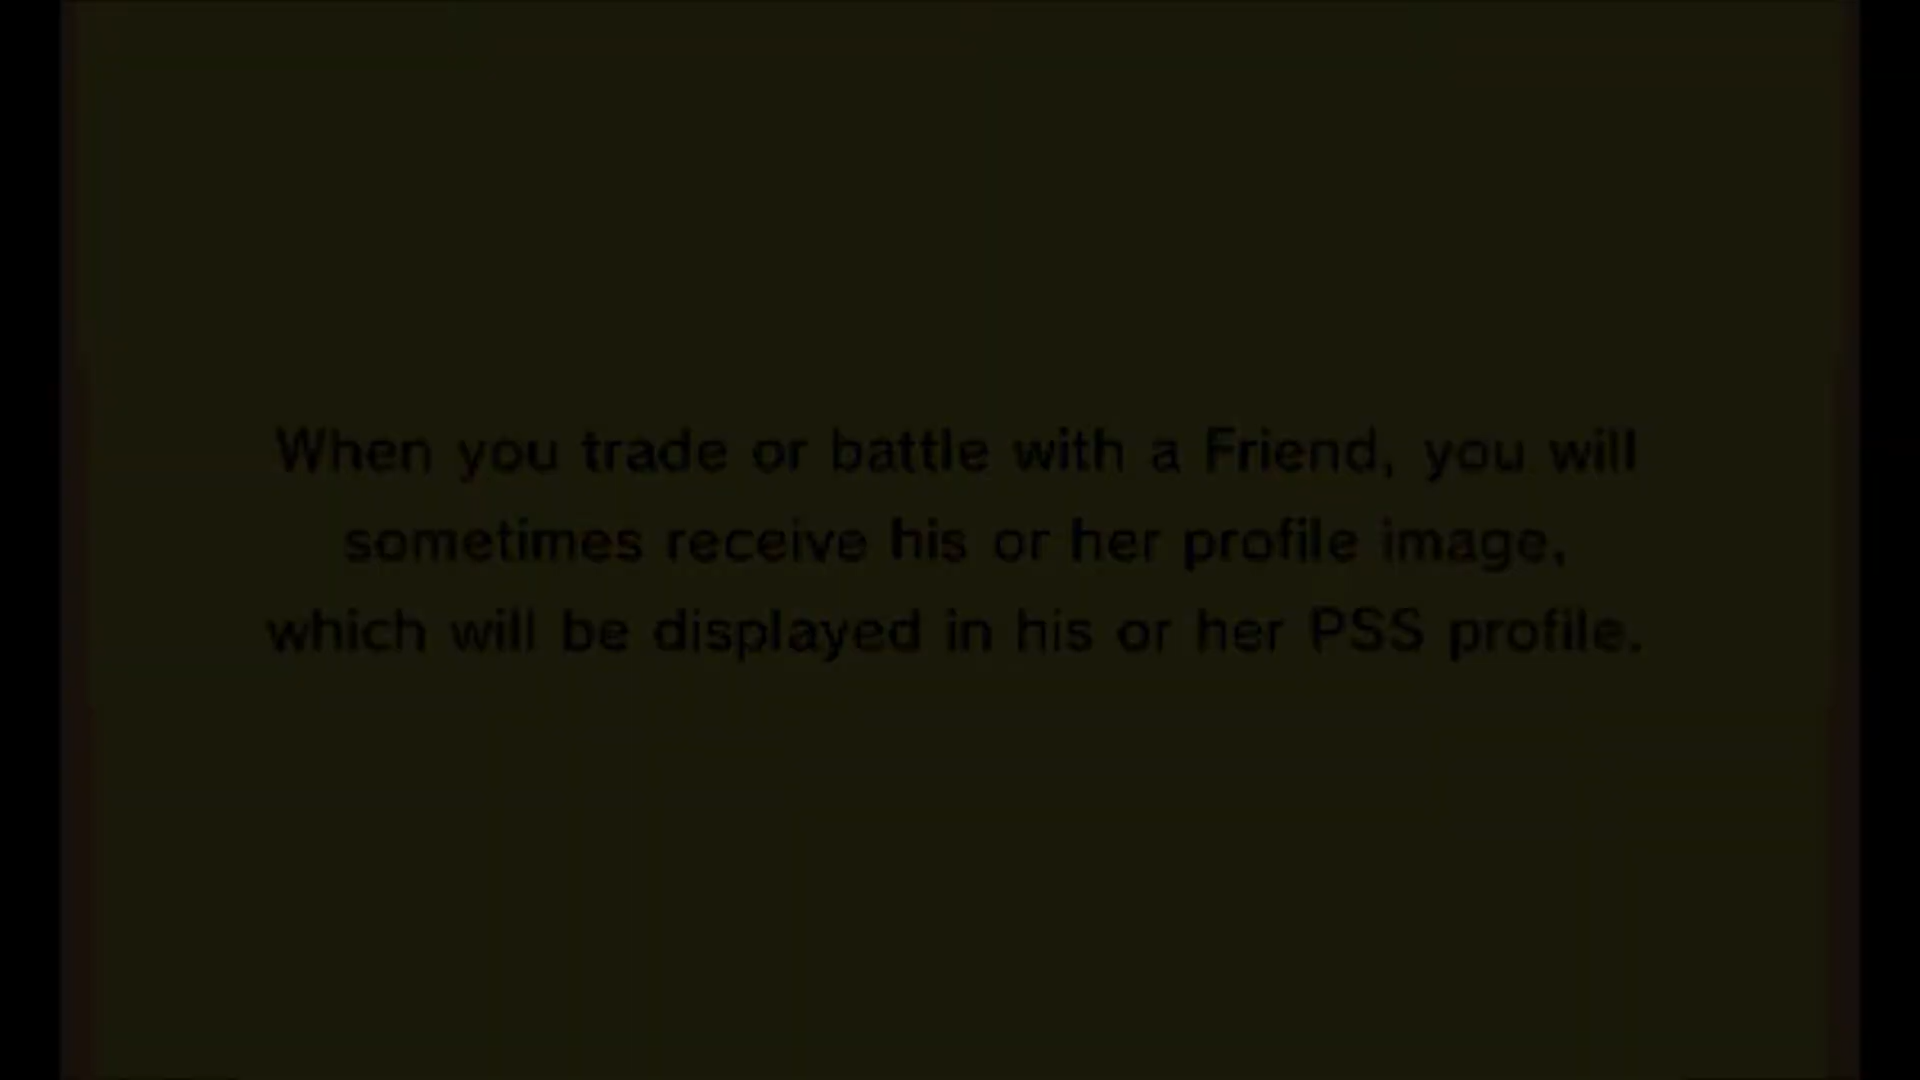 When you trade or battle with a Friend, you will
sometimes receive his or her profile image,
which will be displayed in his or her PSS profile.